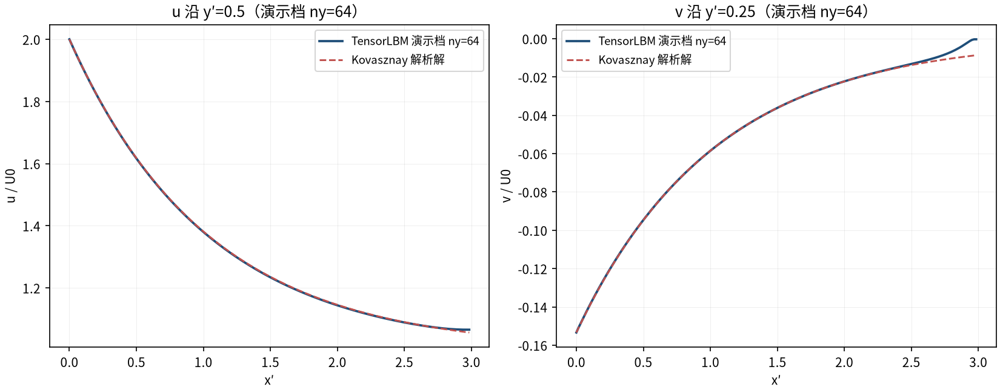 u 沿 y′=0.5（演示档 ny=64）
TensorLBM 演示档 ny=64
Kovasznay 解析解
2.0
1.8
1.6
1.4
1.2
u / U0
0.0 0.5 1.0 1.5 2.0 2.5 3.0
x′
v 沿 y′=0.25（演示档 ny=64）
TensorLBM 演示档 ny=64
Kovasznay 解析解
0.00
-0.02
-0.04
-0.06
-0.08
-0.10
-0.12
-0.14
-0.16
v / U0
0.0 0.5 1.0 1.5 2.0 2.5 3.0
x′